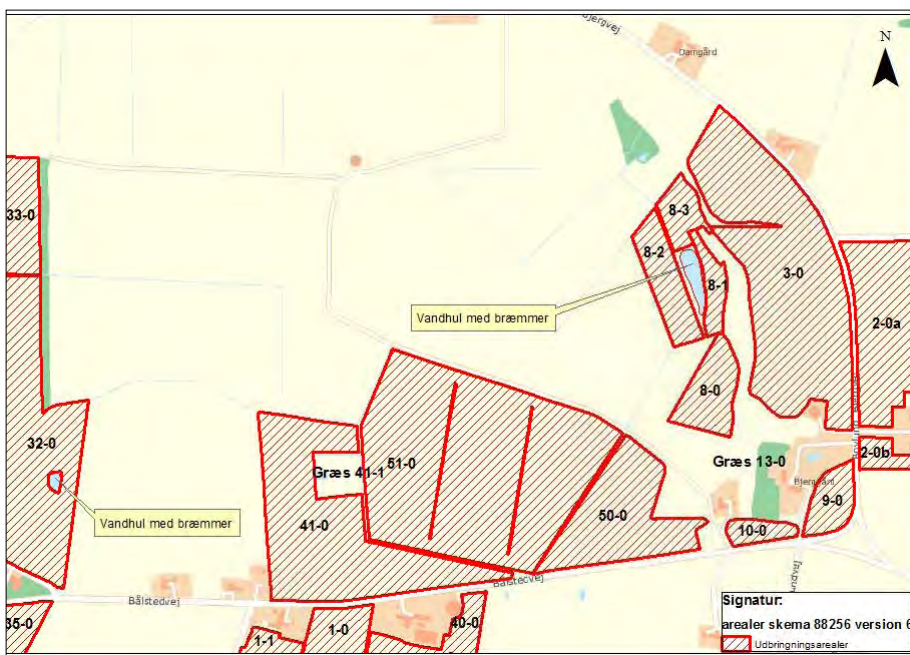 Damgård
N
33-0
8-3
8-2
3-0
8-1
2-0a
Vandhul med bræmmer
8-0
32-0
Græs 41-1
51-0
Græs 13-0
2-0b
Bjergård
9-0
Vandhul med bræmmer
41-0
50-0
10-0
Bålstedvej
Bålstedvej
35-0
1-1
1-0
40-0
Signatur:
arealer skema 88256 version 6
Udbringningsarealer